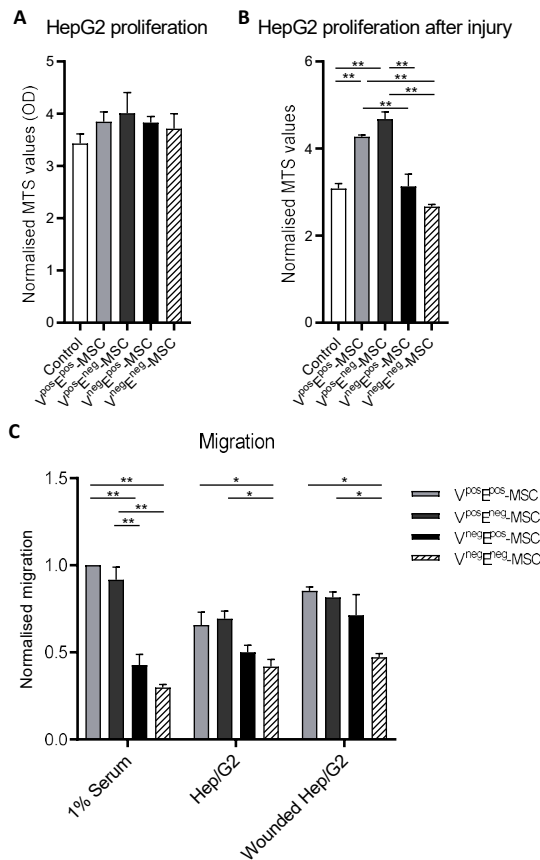 A HepG2 proliferation
B HepG2 proliferation after injury
Normalised MTS values (OD)
5
4
3
2
1
0
Control
VposEpos-MSC
VposEneg-MSC
VnegEpos-MSC
VnegEneg-MSC
Normalised MTS values
6
4
2
0
** **
** **
**
**
Control
VposEpos-MSC
VposEneg-MSC
VnegEpos-MSC
VnegEneg-MSC
C
Migration
Normalised migration
1.5
1.0
0.5
0.0
**
**
**
**
*
*
*
*
1% Serum
Hep/G2
Wounded Hep/G2
VposEpos-MSC
VposEneg-MSC
VnegEpos-MSC
VnegEneg-MSC